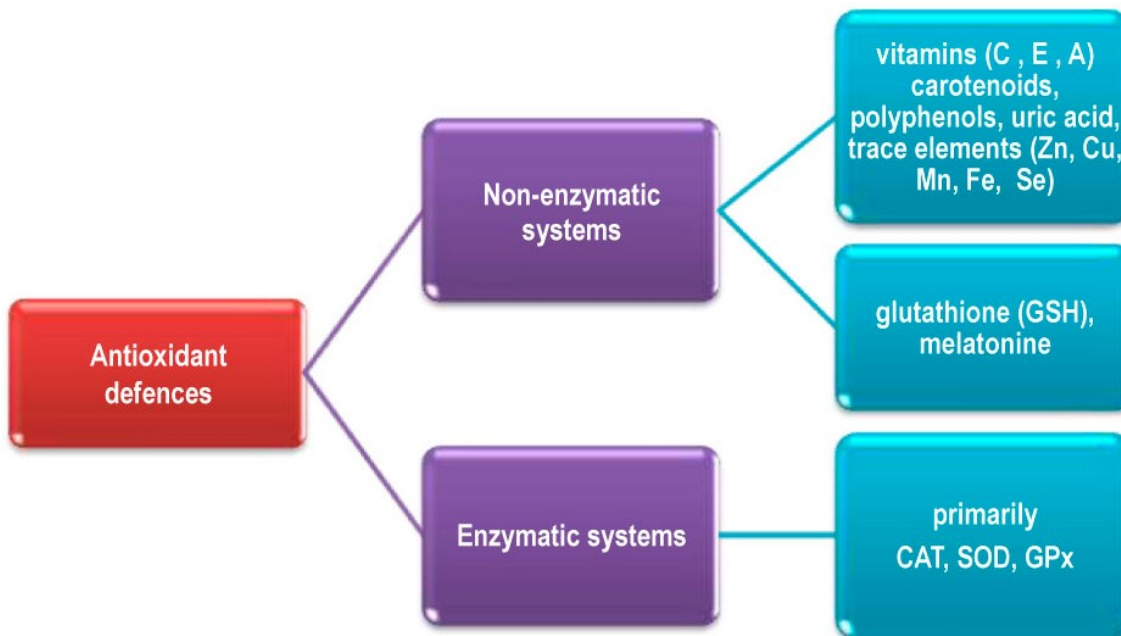 vitamins (C , E , A)
carotenoids,
polyphenols, uric acid,
trace elements (Zn, Cu,
Mn, Fe, Se)
Non-enzymatic
systems
glutathione (GSH),
melatonine
Antioxidant
defences
Enzymatic systems
primarily
CAT, SOD, GPx